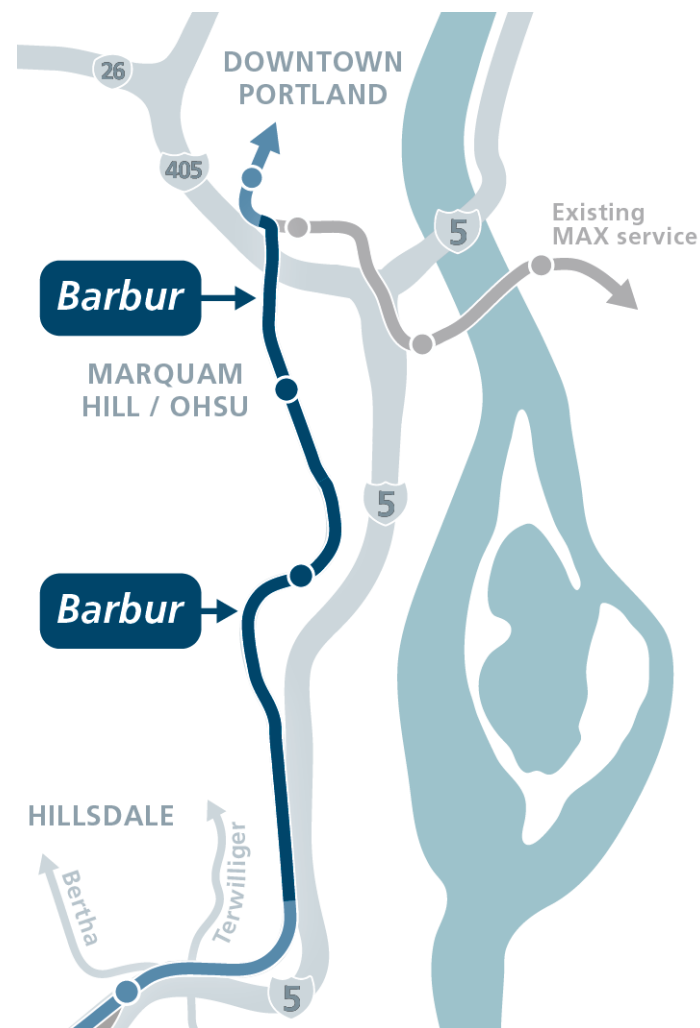 26
DOWNTOWN
PORTLAND
405
5
Existing
MAX service
Barbur
MARQUAM
HILL / OHSU
5
Barbur
HILLSDALE
Terwilliger
Bertha
5